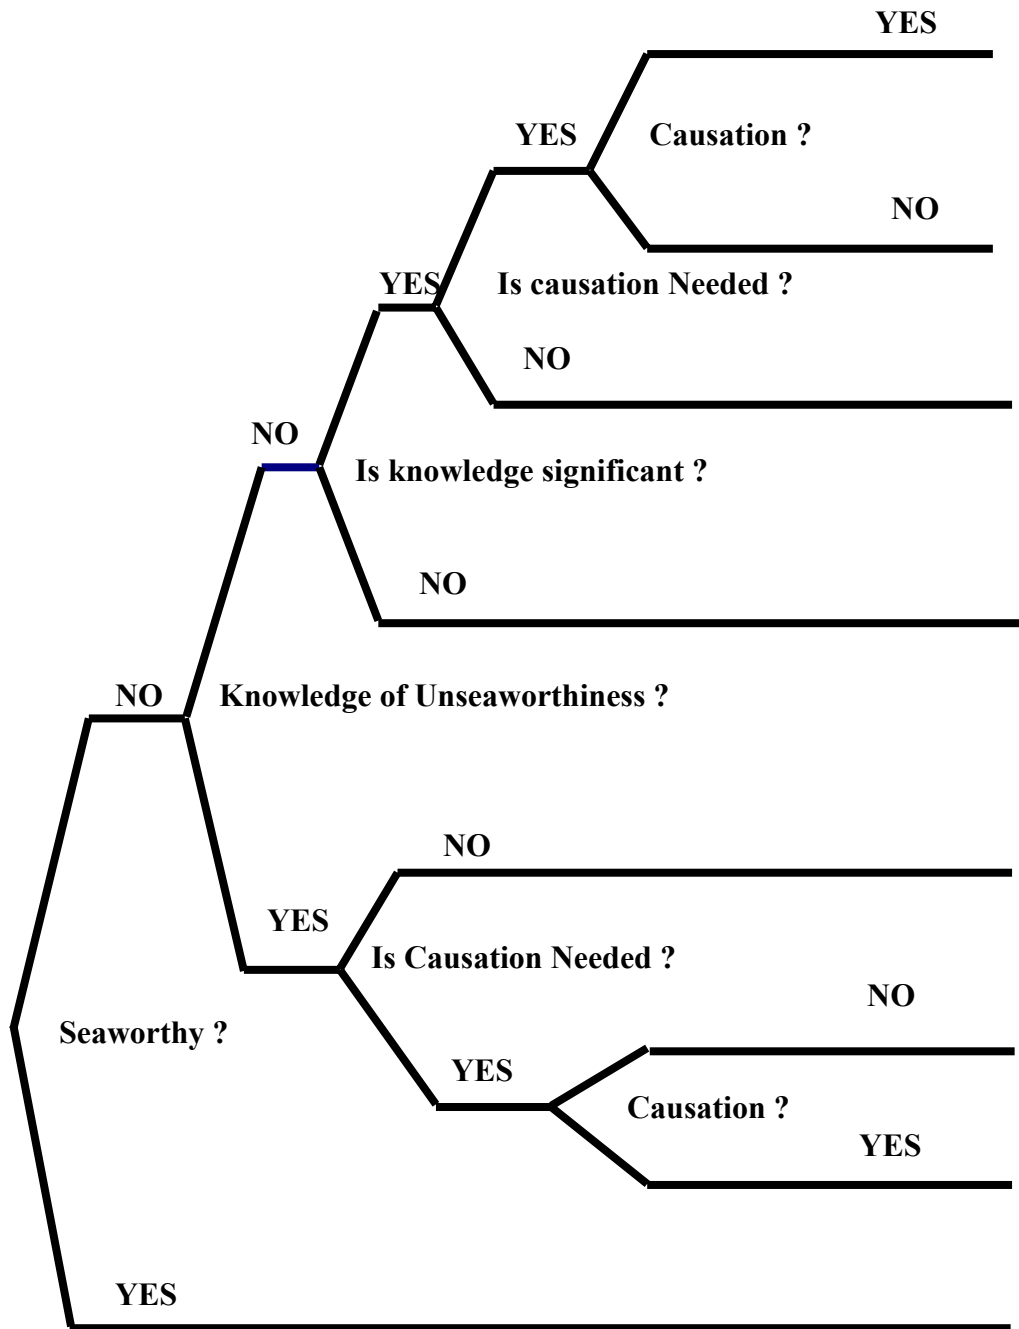 YES
YES
Causation ?
NO
YES
Is causation Needed ?
NO
NO
Is knowledge significant ?
NO
NO
Knowledge of Unseaworthiness ?
NO
YES
Is Causation Needed ?
NO
Seaworthy ?
YES
Causation ?
YES
YES